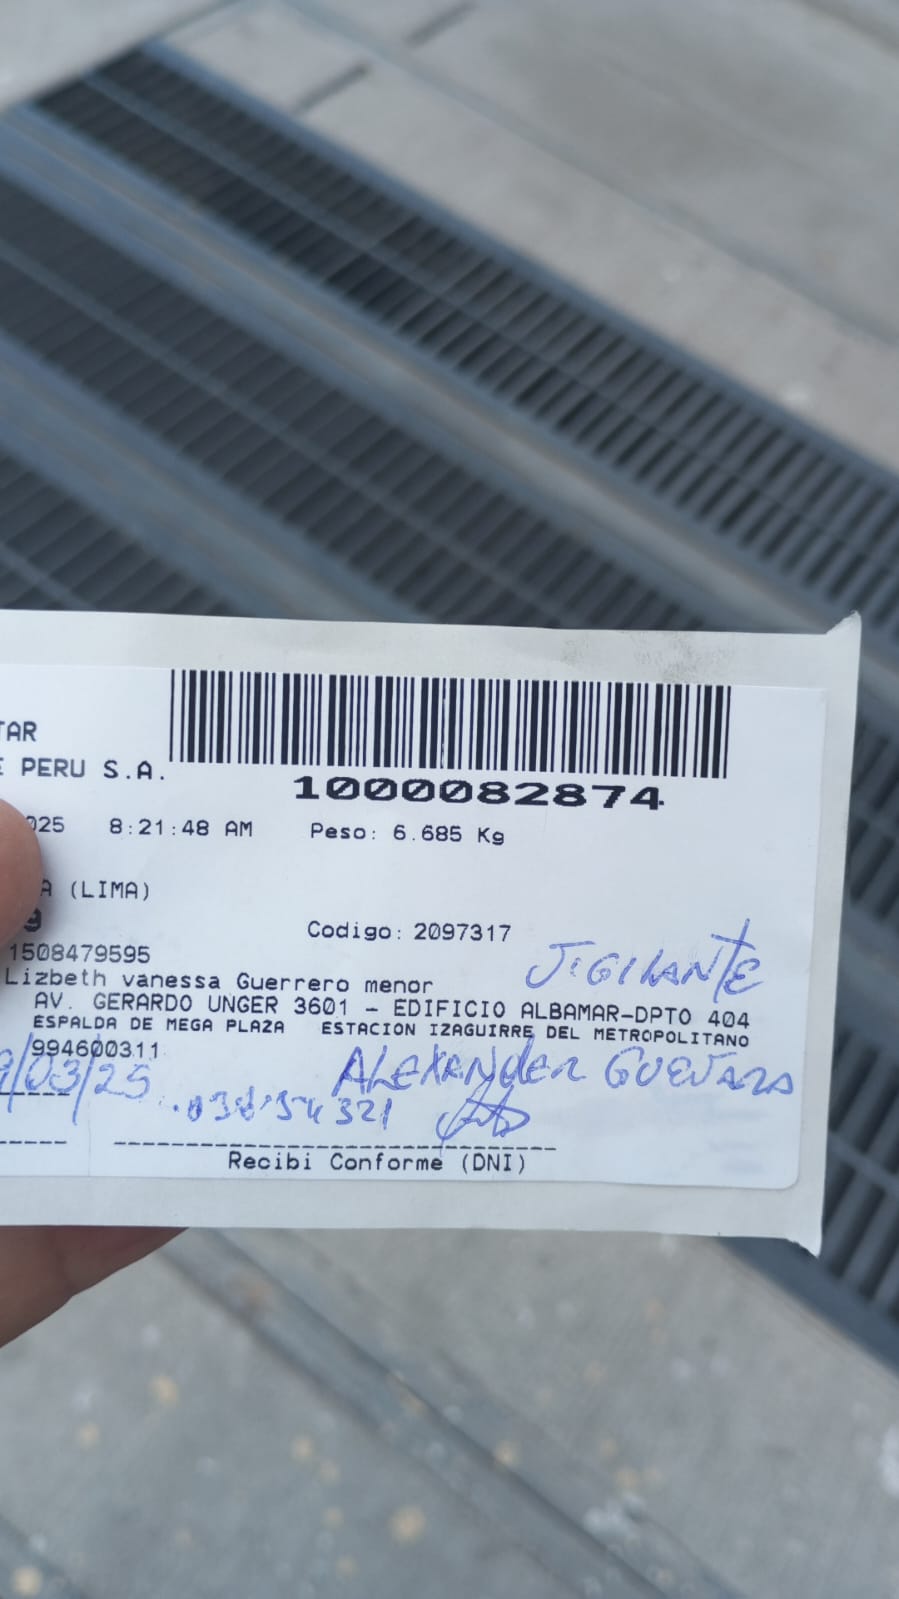 TAR
E PERU S.A.
1000082874
025 8:21:48 AM Peso: 6.685 Kg
A (LIMA)
9
Codigo: 2097317
1508479595
VIGILANTE
Lizbeth vanessa Guerrero menor
AV. GERARDO UNGER 3601 - EDIFICIO ALBAMAR-DPTO 404
ESPALDA DE MEGA PLAZA ESTACION IZAGUIRRE DEL METROPOLITANO
994600311
/03/25
ALEXANDER GUEVARA
Recibi Conforme (DNI)